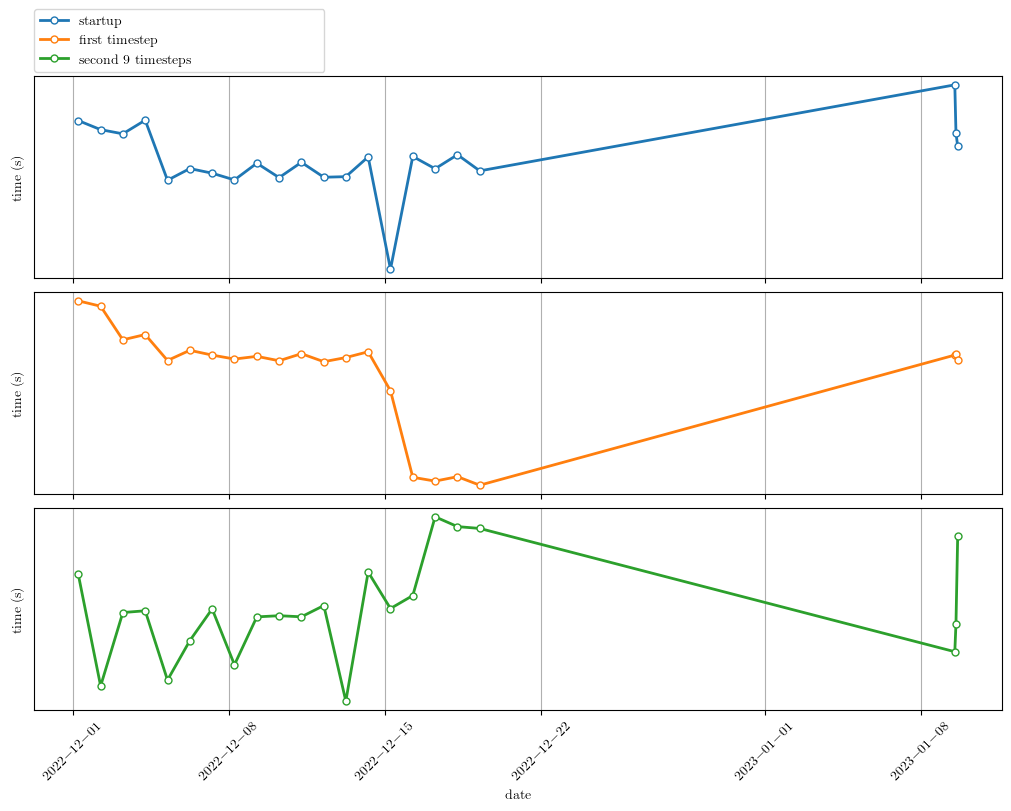 startup
first timestep
second 9 timesteps
time (s)
time (s)
time (s)
2022−12−01
2022−12−08
2022−12−15
2022−12−22
2023−01−01
2023−01−08
date